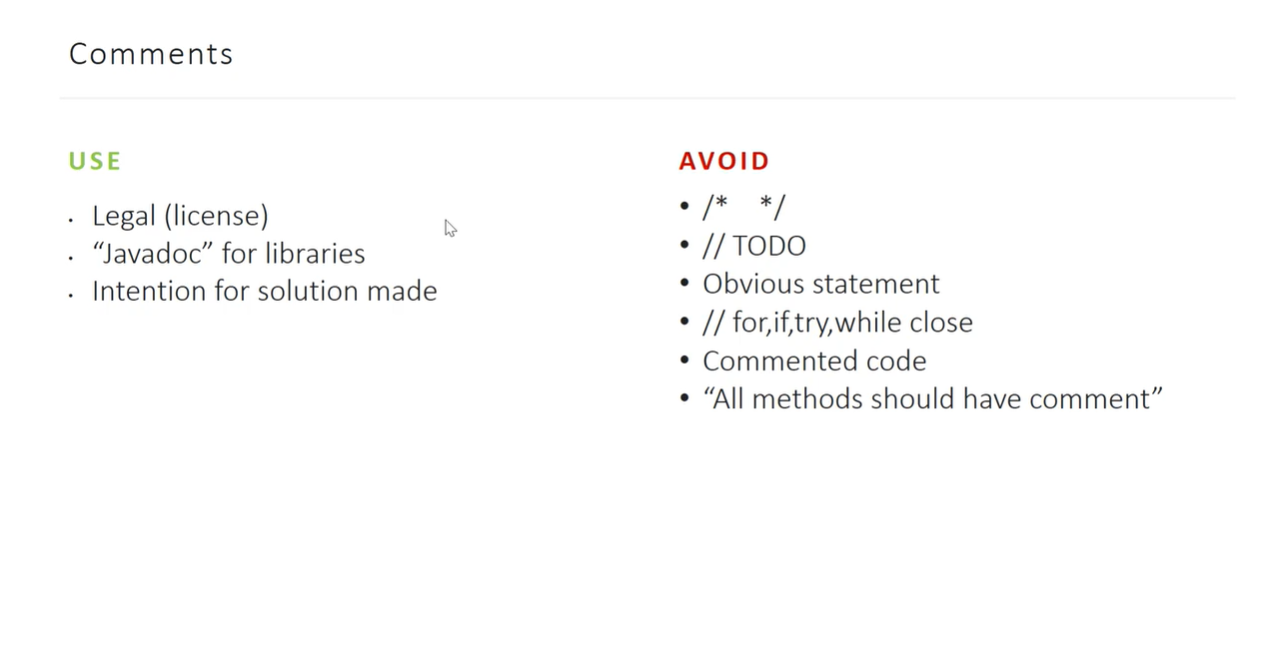 Comments
USE
· Legal (license)
· “Javadoc” for libraries
· Intention for solution made
AVOID
• /*    */
• // TODO
• Obvious statement
• // for,if,try,while close
• Commented code
• “All methods should have comment”